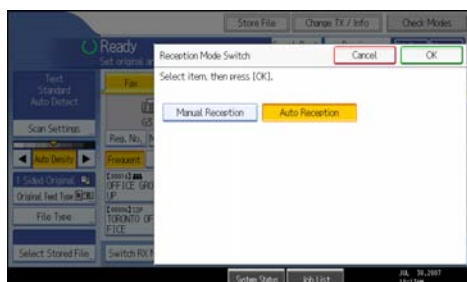 Store File
Change TX / Info
Check Modes
Ready
Set original an
Reception Mode Switch
Cancel
OK
Select item, then press [OK].
Manual Reception
Auto Reception
Text
Standard
Auto Detect
Scan Settings
Auto Density
1 Sided Original
Original Feed Type
File Type
Select Stored File
Fax
G3
Reg. No.
Frequent
OFFICE GRO
UP
TORONTO OF
FICE
Switch RX M
System Status
Job List
JUL 30,2007